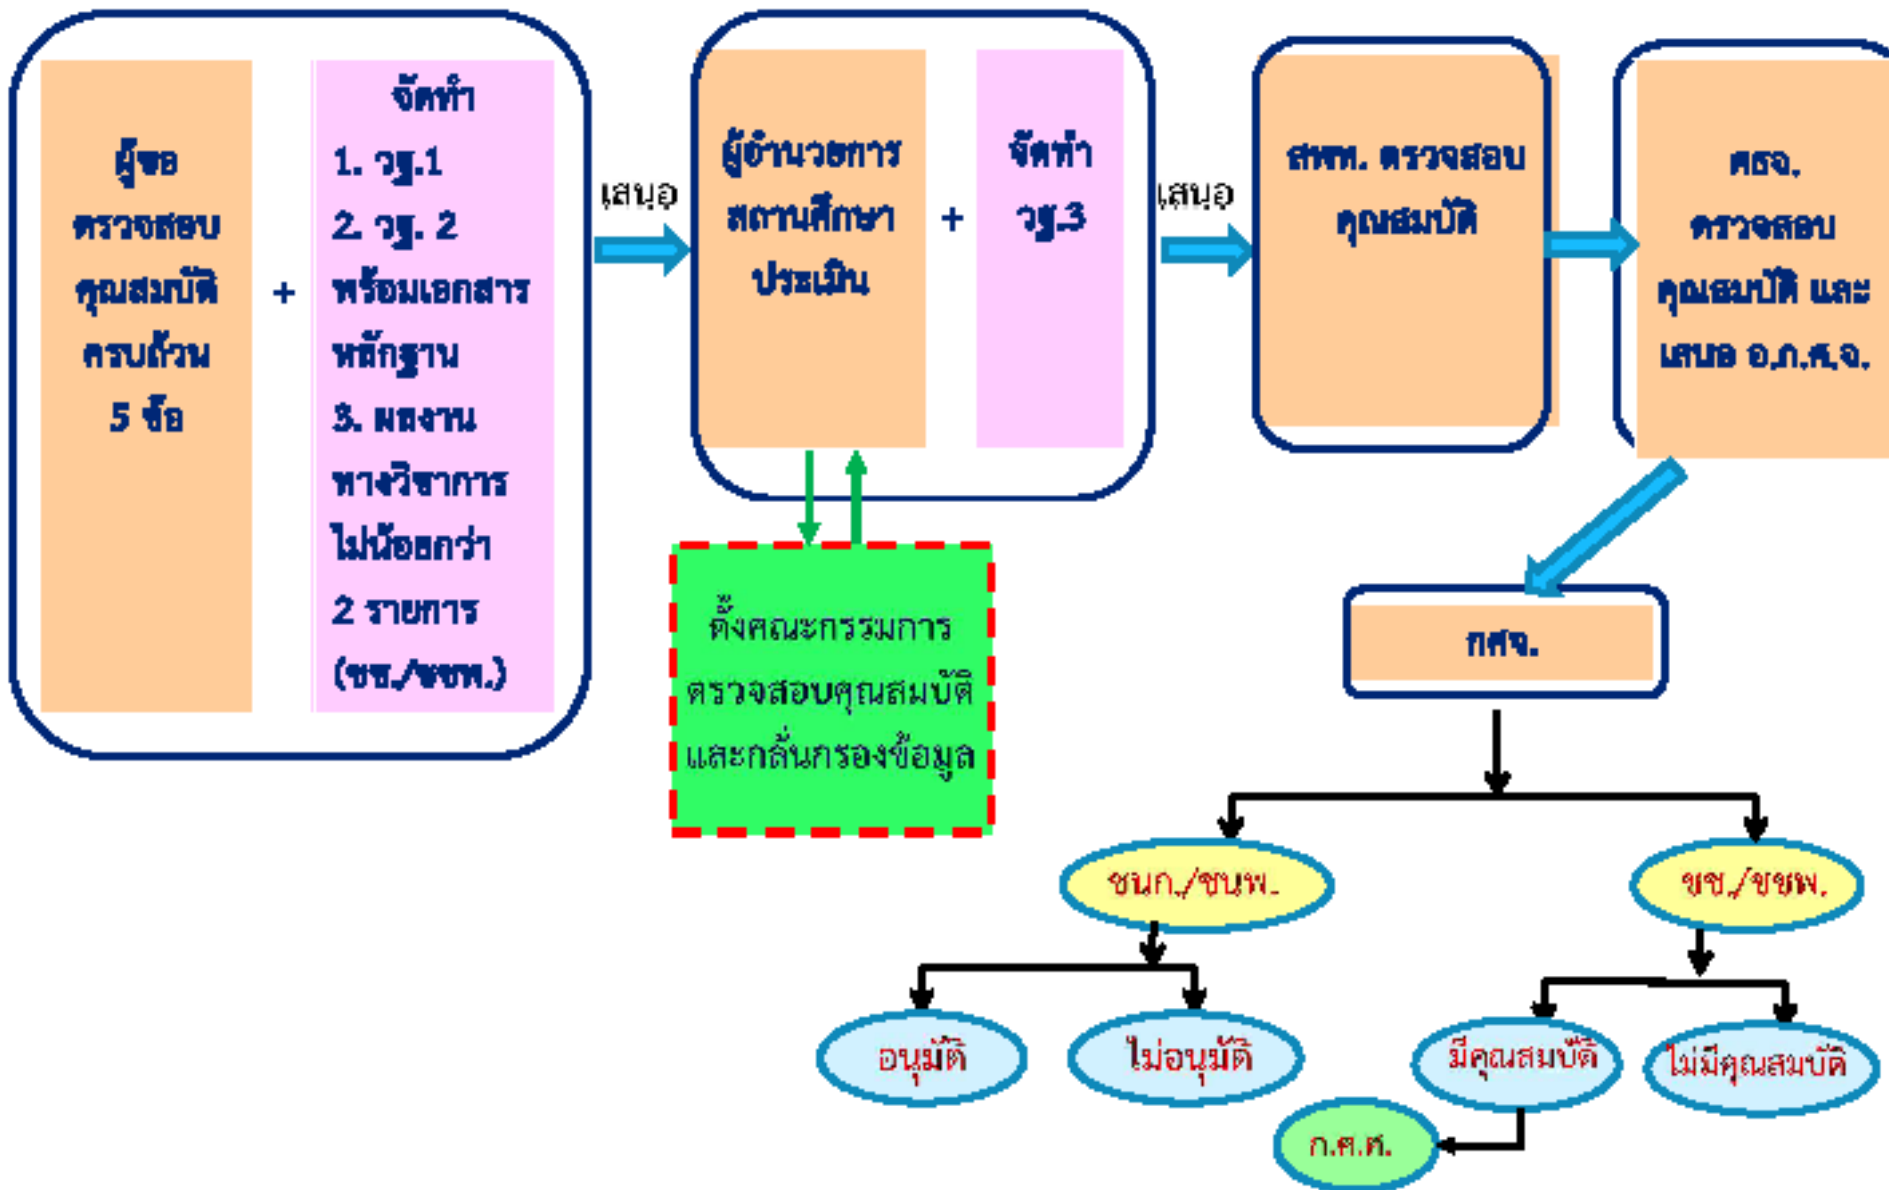 ผู้ขอ
ตรวจสอบ
คุณสมบัติ
ครบถ้วน
5 ข้อ
+
จัดทำ
1. วฐ.1
2. วฐ. 2
พร้อมเอกสาร
หลักฐาน
3. ผลงาน
ทางวิชาการ
ไม่น้อยกว่า
2 รายการ
(ชช./ชชพ.)
เสนอ
ผู้อำนวยการ
สถานศึกษา
ประเมิน
+
จัดทำ
วฐ.3
เสนอ
สพท. ตรวจสอบ
คุณสมบัติ
ศธจ.
ตรวจสอบ
คุณสมบัติ และ
เสนอ อ.ก.ศ.จ.
ตั้งคณะกรรมการ
ตรวจสอบคุณสมบัติ
และกลั่นกรองข้อมูล
กศจ.
ชนก./ชนพ.
ชช./ชชพ.
อนุมัติ
ไม่อนุมัติ
มีคุณสมบัติ
ไม่มีคุณสมบัติ
ก.ค.ศ.